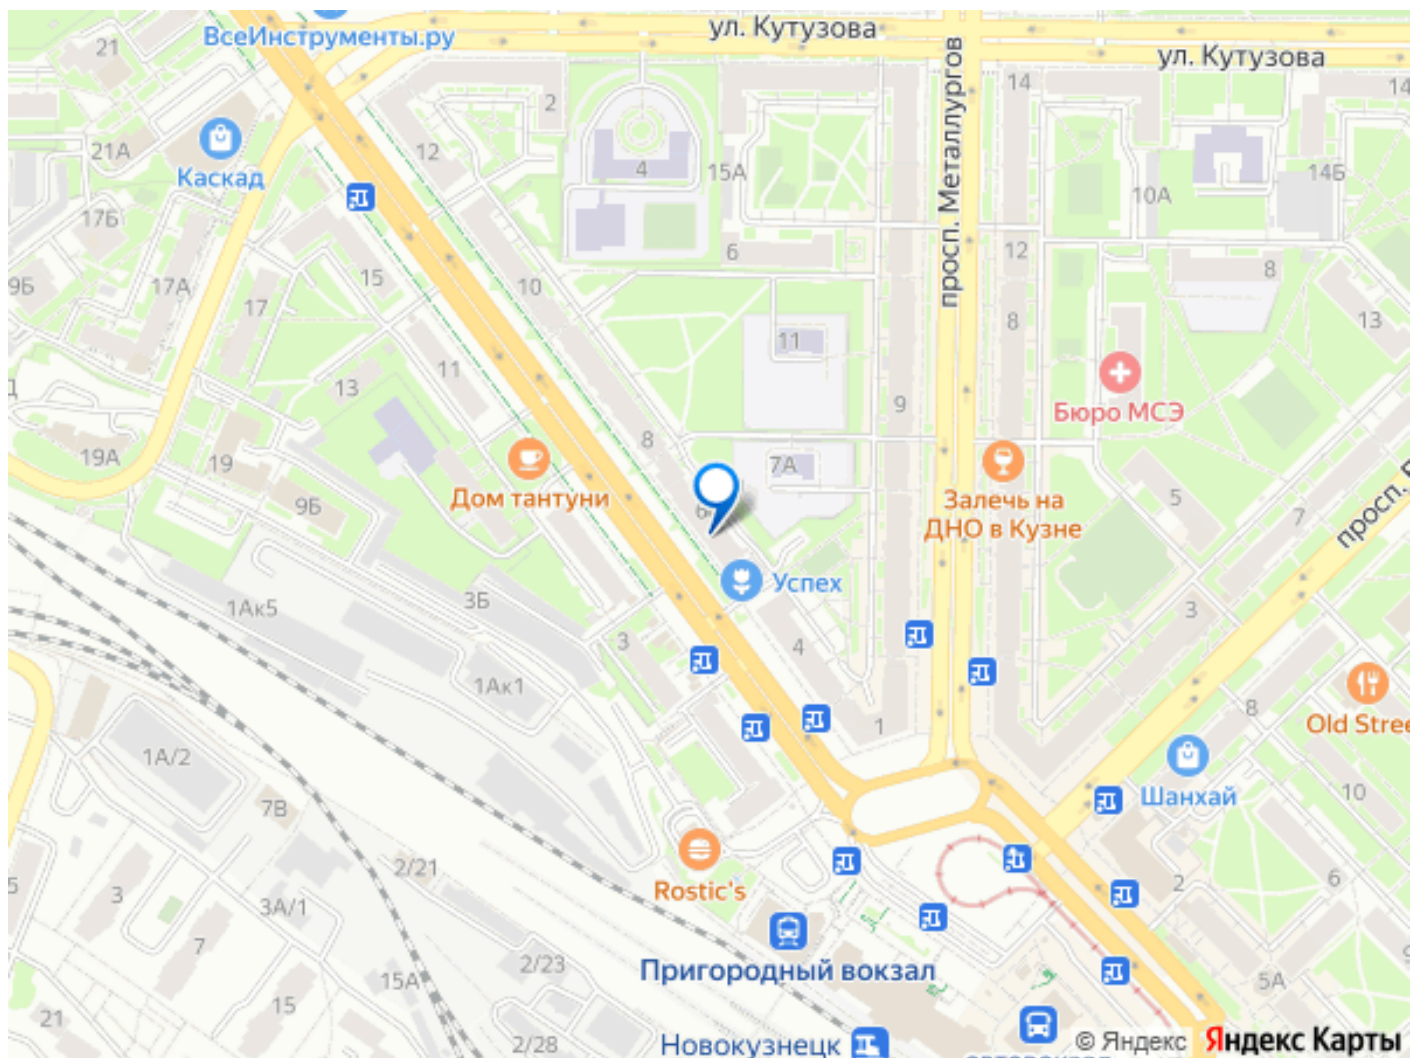 ул. Кутузова
ВсеИнструменты.ру
21
ул. Кутузова
14
14
2
12
21А
Каскад
4
15А
просп. Металлургов
10А
14Б
17Б
6
12
8
15
9Б
17А
17
10
8
13
11
11
13
Бюро МСЭ
9
8
19А
19
7А
Дом тантуни
9Б
Залечь на
ДНО в Кузне
5
7
просп.
Успех
1Ак5
3Б
3
3
4
1Ак1
Old Stree
8
1
1А/2
Шанхай
10
7В
Rostic's
2/21
3
3А/1
2
6
7
Пригородный вокзал
2/23
15А
5А
15
21
2/28
Новокузнецк
© Яндекс
Яндекс Карты